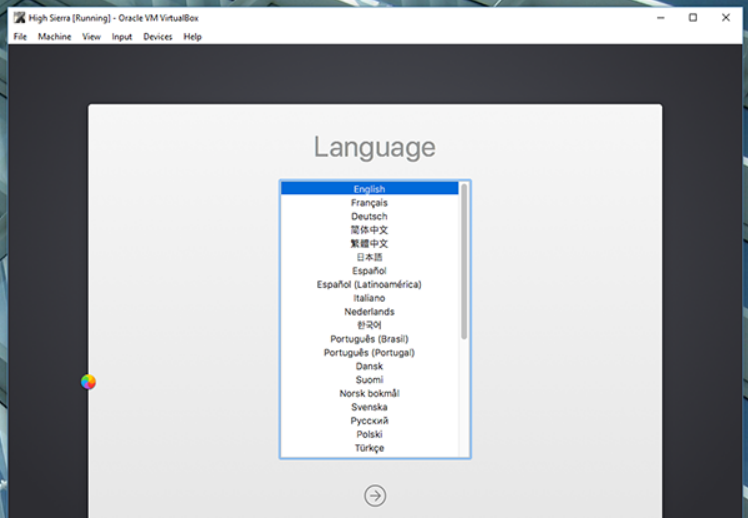 High Sierra [Running] - Oracle VM VirtualBox
File Machine View Input Devices Help
Language
English
Français
Deutsch
简体中文
繁體中文
日本語
Español
Español (Latinoamérica)
Italiano
Nederlands
한국어
Português (Brasil)
Português (Portugal)
Dansk
Suomi
Norsk bokmål
Svenska
Русский
Polski
Türkçe